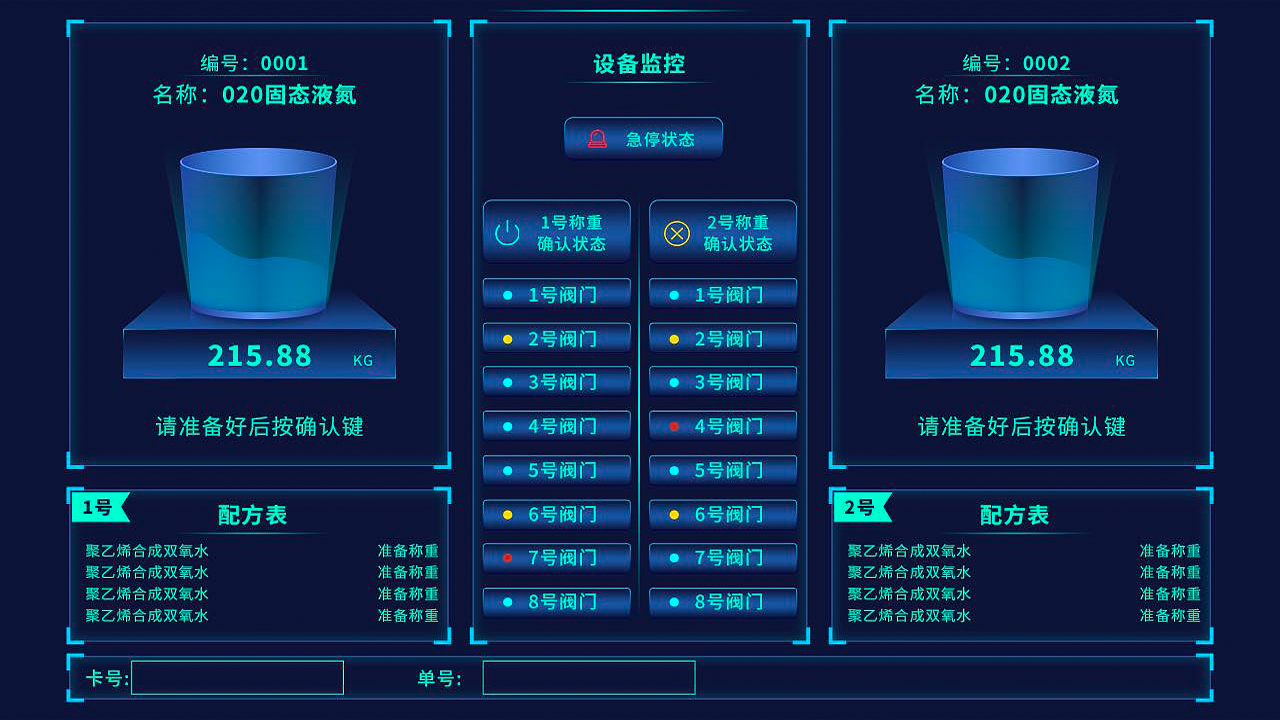 编号：0001
名称：020固态液氮
215.88 KG
请准备好后按确认键
设备监控
急停状态
1号称重
确认状态
2号称重
确认状态
1号阀门
1号阀门
2号阀门
2号阀门
3号阀门
3号阀门
4号阀门
4号阀门
5号阀门
5号阀门
6号阀门
6号阀门
7号阀门
7号阀门
8号阀门
8号阀门
编号：0002
名称：020固态液氮
215.88 KG
请准备好后按确认键
1号
配方表
聚乙烯合成双氧水 准备称重
聚乙烯合成双氧水 准备称重
聚乙烯合成双氧水 准备称重
聚乙烯合成双氧水 准备称重
2号
配方表
聚乙烯合成双氧水 准备称重
聚乙烯合成双氧水 准备称重
聚乙烯合成双氧水 准备称重
聚乙烯合成双氧水 准备称重
卡号:
单号: